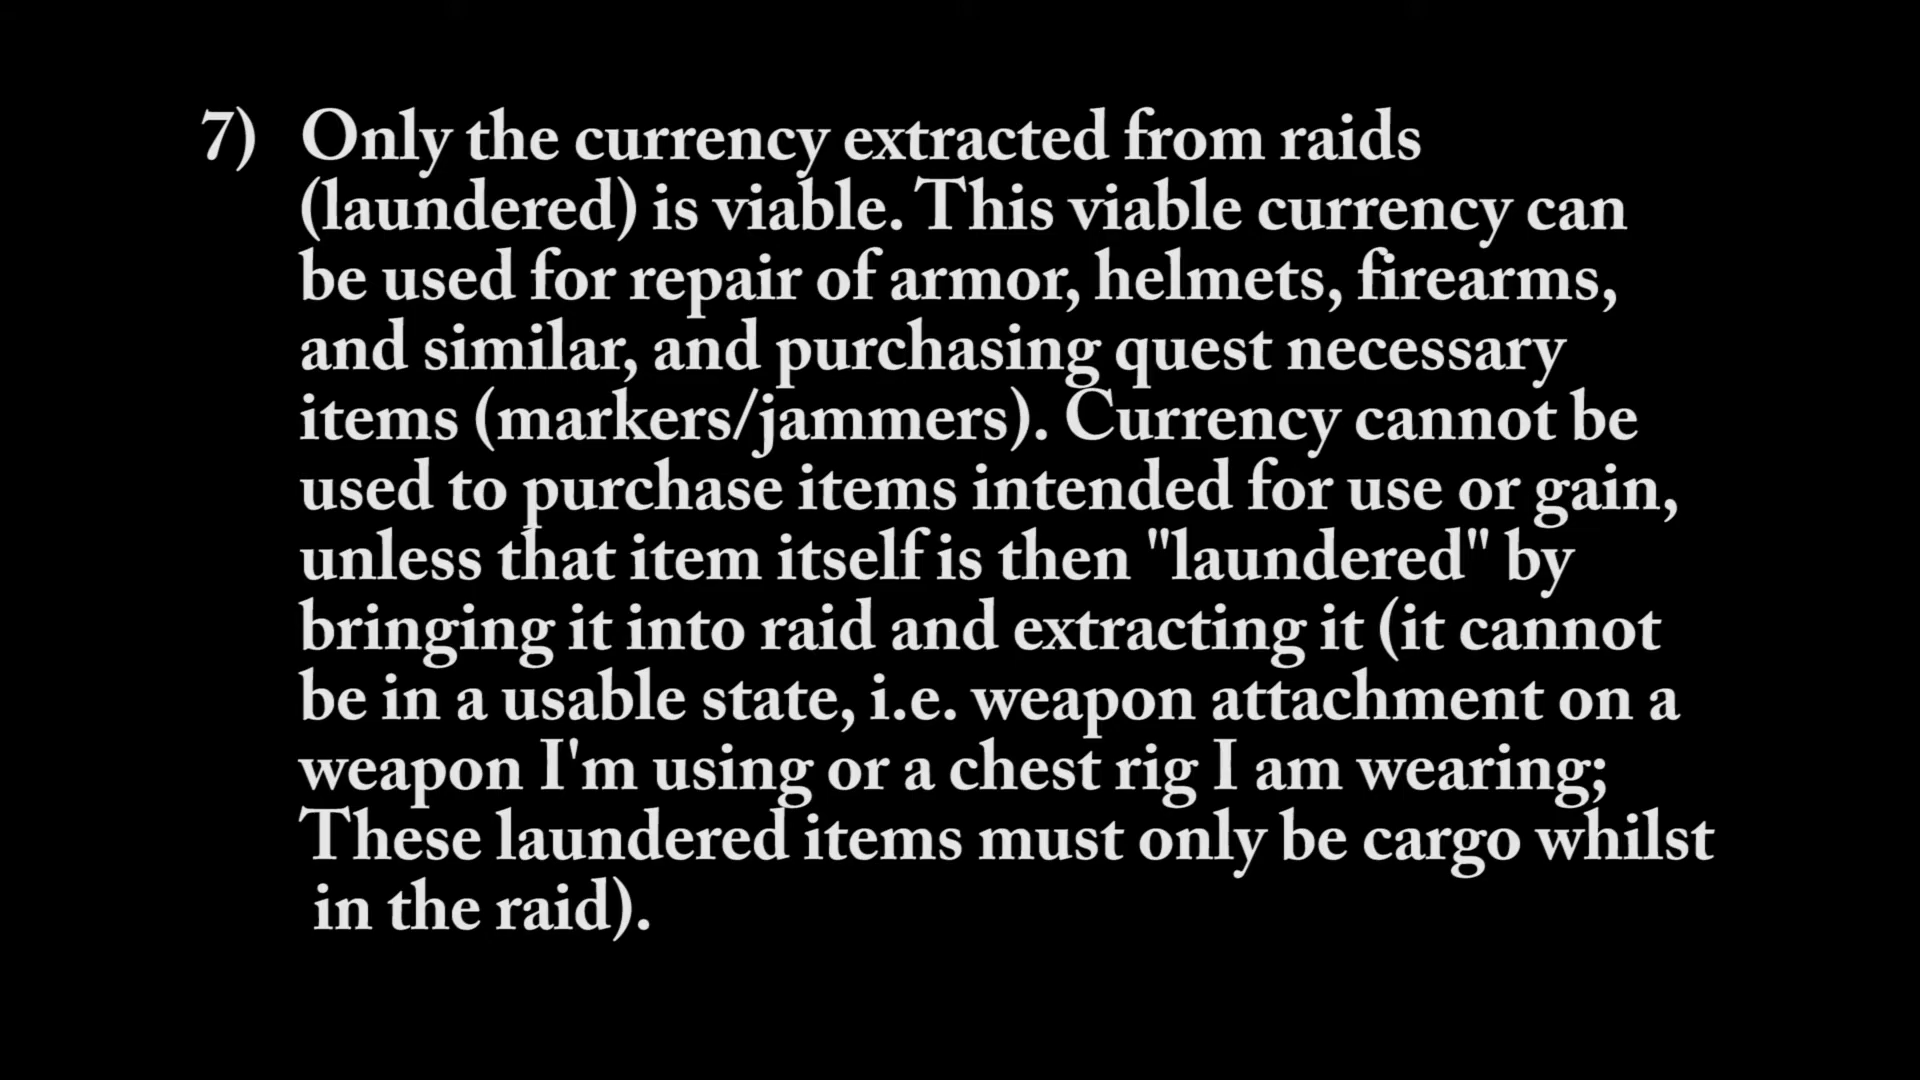 7) Only the currency extracted from raids
(laundered) is viable. This viable currency can
be used for repair of armor, helmets, firearms,
and similar, and purchasing quest necessary
items (markers/jammers). Currency cannot be
used to purchase items intended for use or gain,
unless that item itself is then "laundered" by
bringing it into raid and extracting it (it cannot
be in a usable state, i.e. weapon attachment on a
weapon I'm using or a chest rig I am wearing;
These laundered items must only be cargo whilst
in the raid).